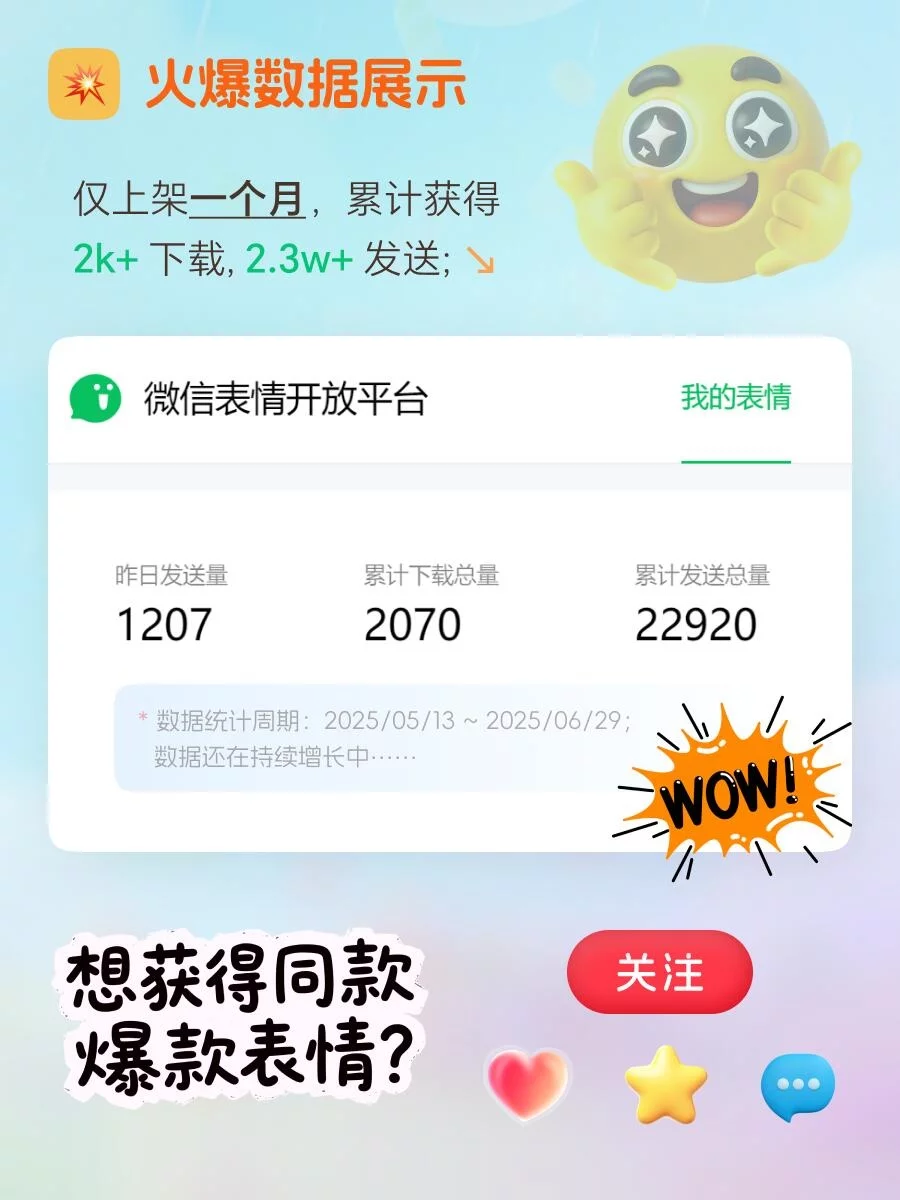 火爆数据展示
仅上架一个月，累计获得
2k+ 下载, 2.3w+ 发送;
微信表情开放平台
我的表情
昨日发送量
1207
累计下载总量
2070
累计发送总量
22920
* 数据统计周期：2025/05/13 ~ 2025/06/29；
数据还在持续增长中……
WOW!
想获得同款
爆款表情?
关注